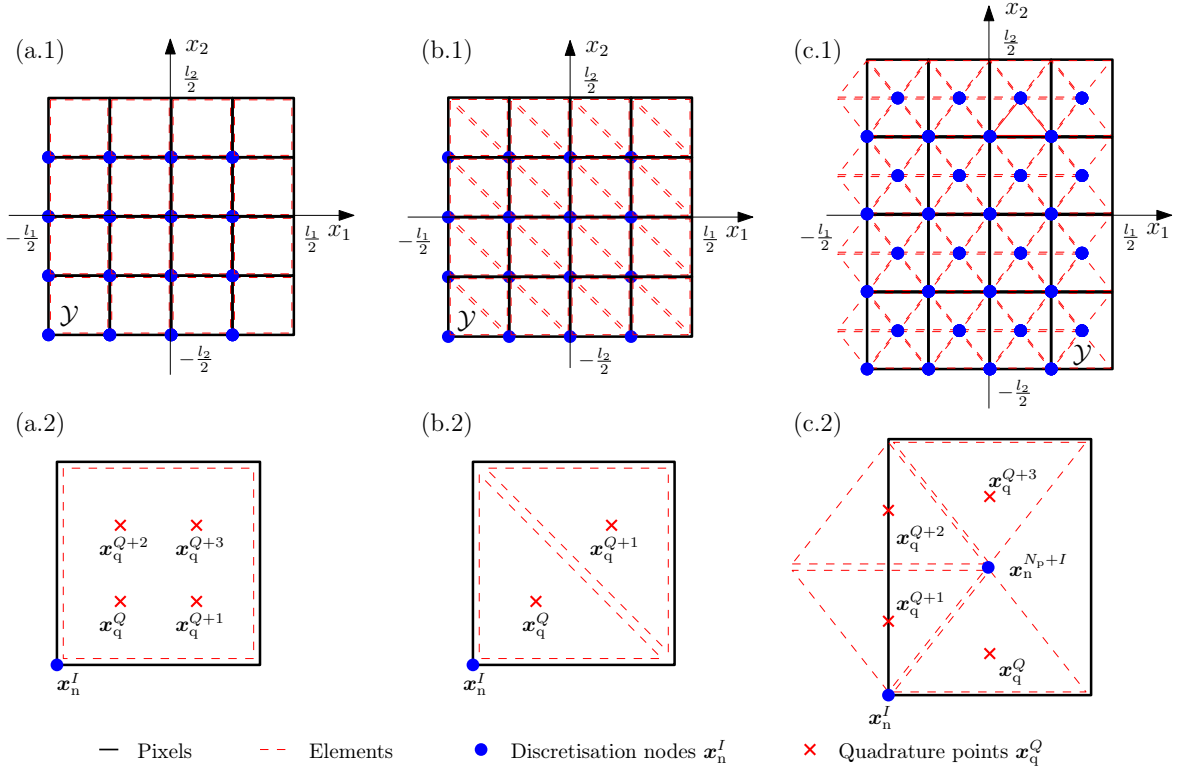 (a.1) (b.1) (c.1)
x₂ x₂ x₂
l₂/2 l₂/2 l₂/2
−l₁/2 l₁/2 x₁ −l₁/2 l₁/2 x₁ −l₁/2 l₁/2 x₁
𝒴 𝒴 𝒴
−l₂/2 −l₂/2 −l₂/2
(a.2) (b.2) (c.2)
x_q^{Q+2} x_q^{Q+3}
x_q^Q x_q^{Q+1}
x_n^I
x_q^{Q+1}
x_q^Q
x_n^I
x_q^{Q+3}
x_q^{Q+2}
x_n^{N_p+I}
x_q^{Q+1}
x_q^Q
x_n^I
Pixels Elements Discretisation nodes x_n^I Quadrature points x_q^Q